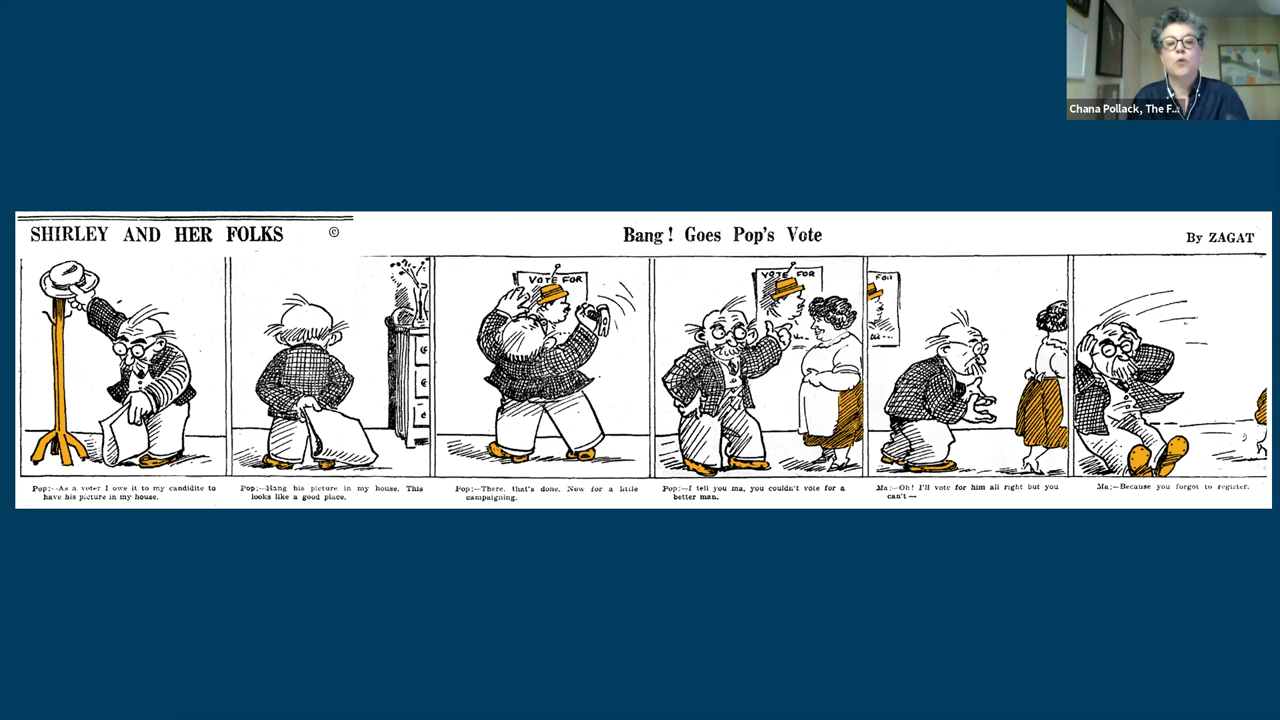 Chana Pollack, The F...
SHIRLEY AND HER FOLKS ©
Bang! Goes Pop's Vote
By ZAGAT
VOTE FOR
VOTE FOR
FOR
Pop:—As a voter I owe it to my candidite to
have his picture in my house.
Pop:—Hang his picture in my house. This
looks like a good place.
Pop:—There, that's done. Now for a little
campaigning.
Pop:—I tell you ma, you couldn't vote for a
better man.
Ma:—Oh! I'll vote for him all right but you
can't —
Ma:—Because you forgot to register.